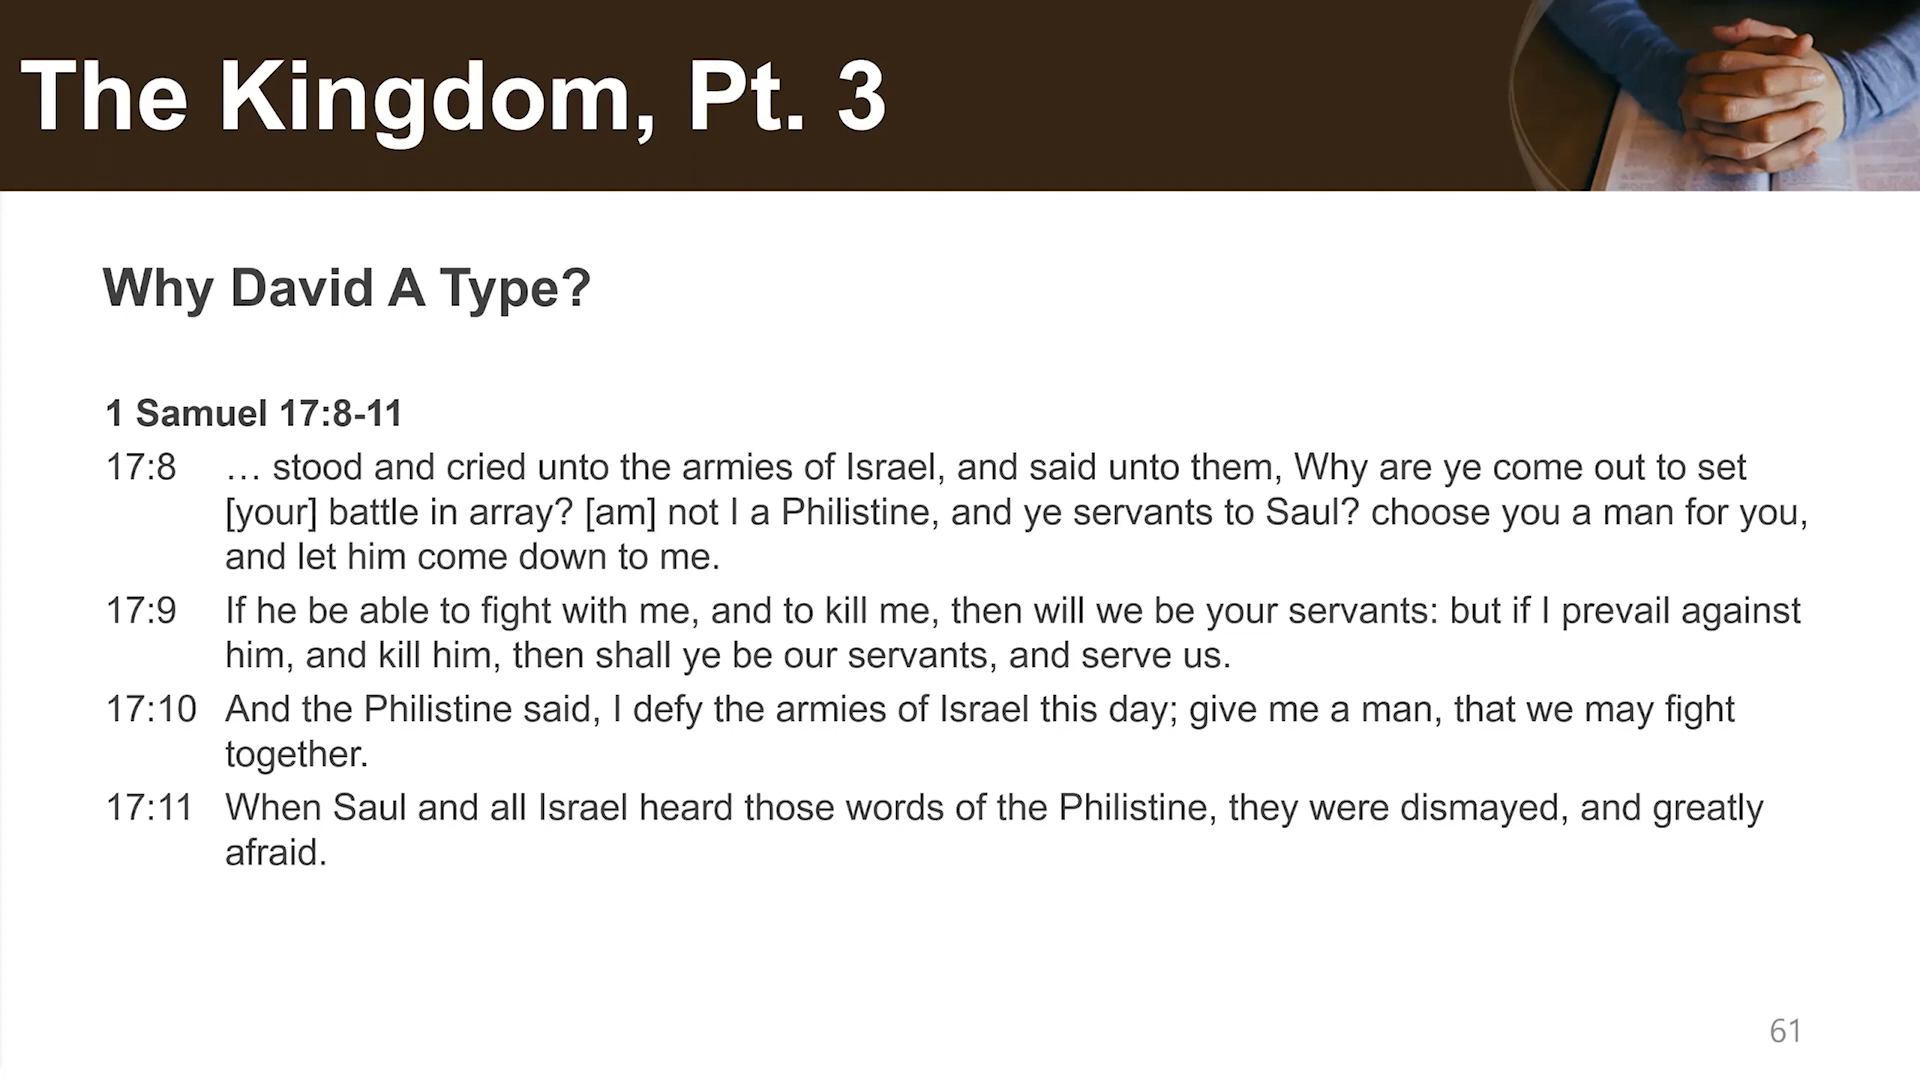 The Kingdom, Pt. 3
Why David A Type?
1 Samuel 17:8-11
17:8 … stood and cried unto the armies of Israel, and said unto them, Why are ye come out to set
[your] battle in array? [am] not I a Philistine, and ye servants to Saul? choose you a man for you,
and let him come down to me.
17:9 If he be able to fight with me, and to kill me, then will we be your servants: but if I prevail against
him, and kill him, then shall ye be our servants, and serve us.
17:10 And the Philistine said, I defy the armies of Israel this day; give me a man, that we may fight
together.
17:11 When Saul and all Israel heard those words of the Philistine, they were dismayed, and greatly
afraid.
61